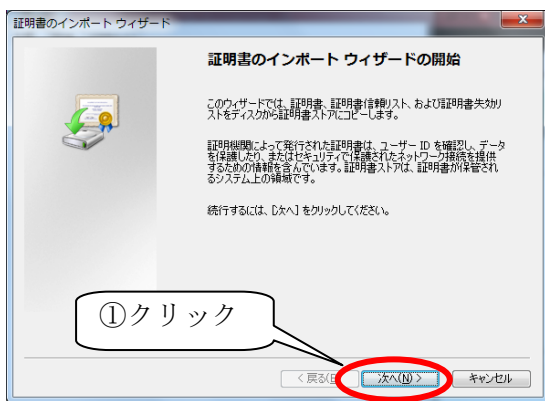 証明書のインポート ウィザード
証明書のインポート ウィザードの開始
このウィザードでは、証明書、証明書信頼リスト、および証明書失効リ
ストをディスクから証明書ストアにコピーします。
証明機関によって発行された証明書は、ユーザー ID を確認し、データ
を保護したり、またはセキュリティで保護されたネットワーク接続を提供
するための情報を含んでいます。証明書ストアは、証明書が保管され
るシステム上の領域です。
続行するには、[次へ] をクリックしてください。
①クリック
< 戻る(B
次へ(N) >
キャンセル